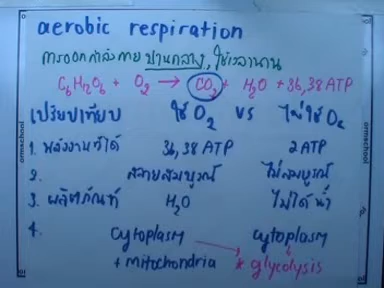 aerobic respiration
การออกกำลังกาย ปานกลาง, ใช้เวลานาน
C6H12O6 + O2 → CO2 + H2O + 36,38 ATP
เปรียบเทียบ ใช้ O2 VS ไม่ใช้ O2
1. พลังงานที่ได้ 36,38 ATP 2 ATP
2. สลายสมบูรณ์ ไม่สมบูรณ์
3. ผลิตภัณฑ์ H2O ไม่ได้น้ำ
4. cytoplasm cytoplasm
+ mitochondria * glycolysis
ormschool
ormschool